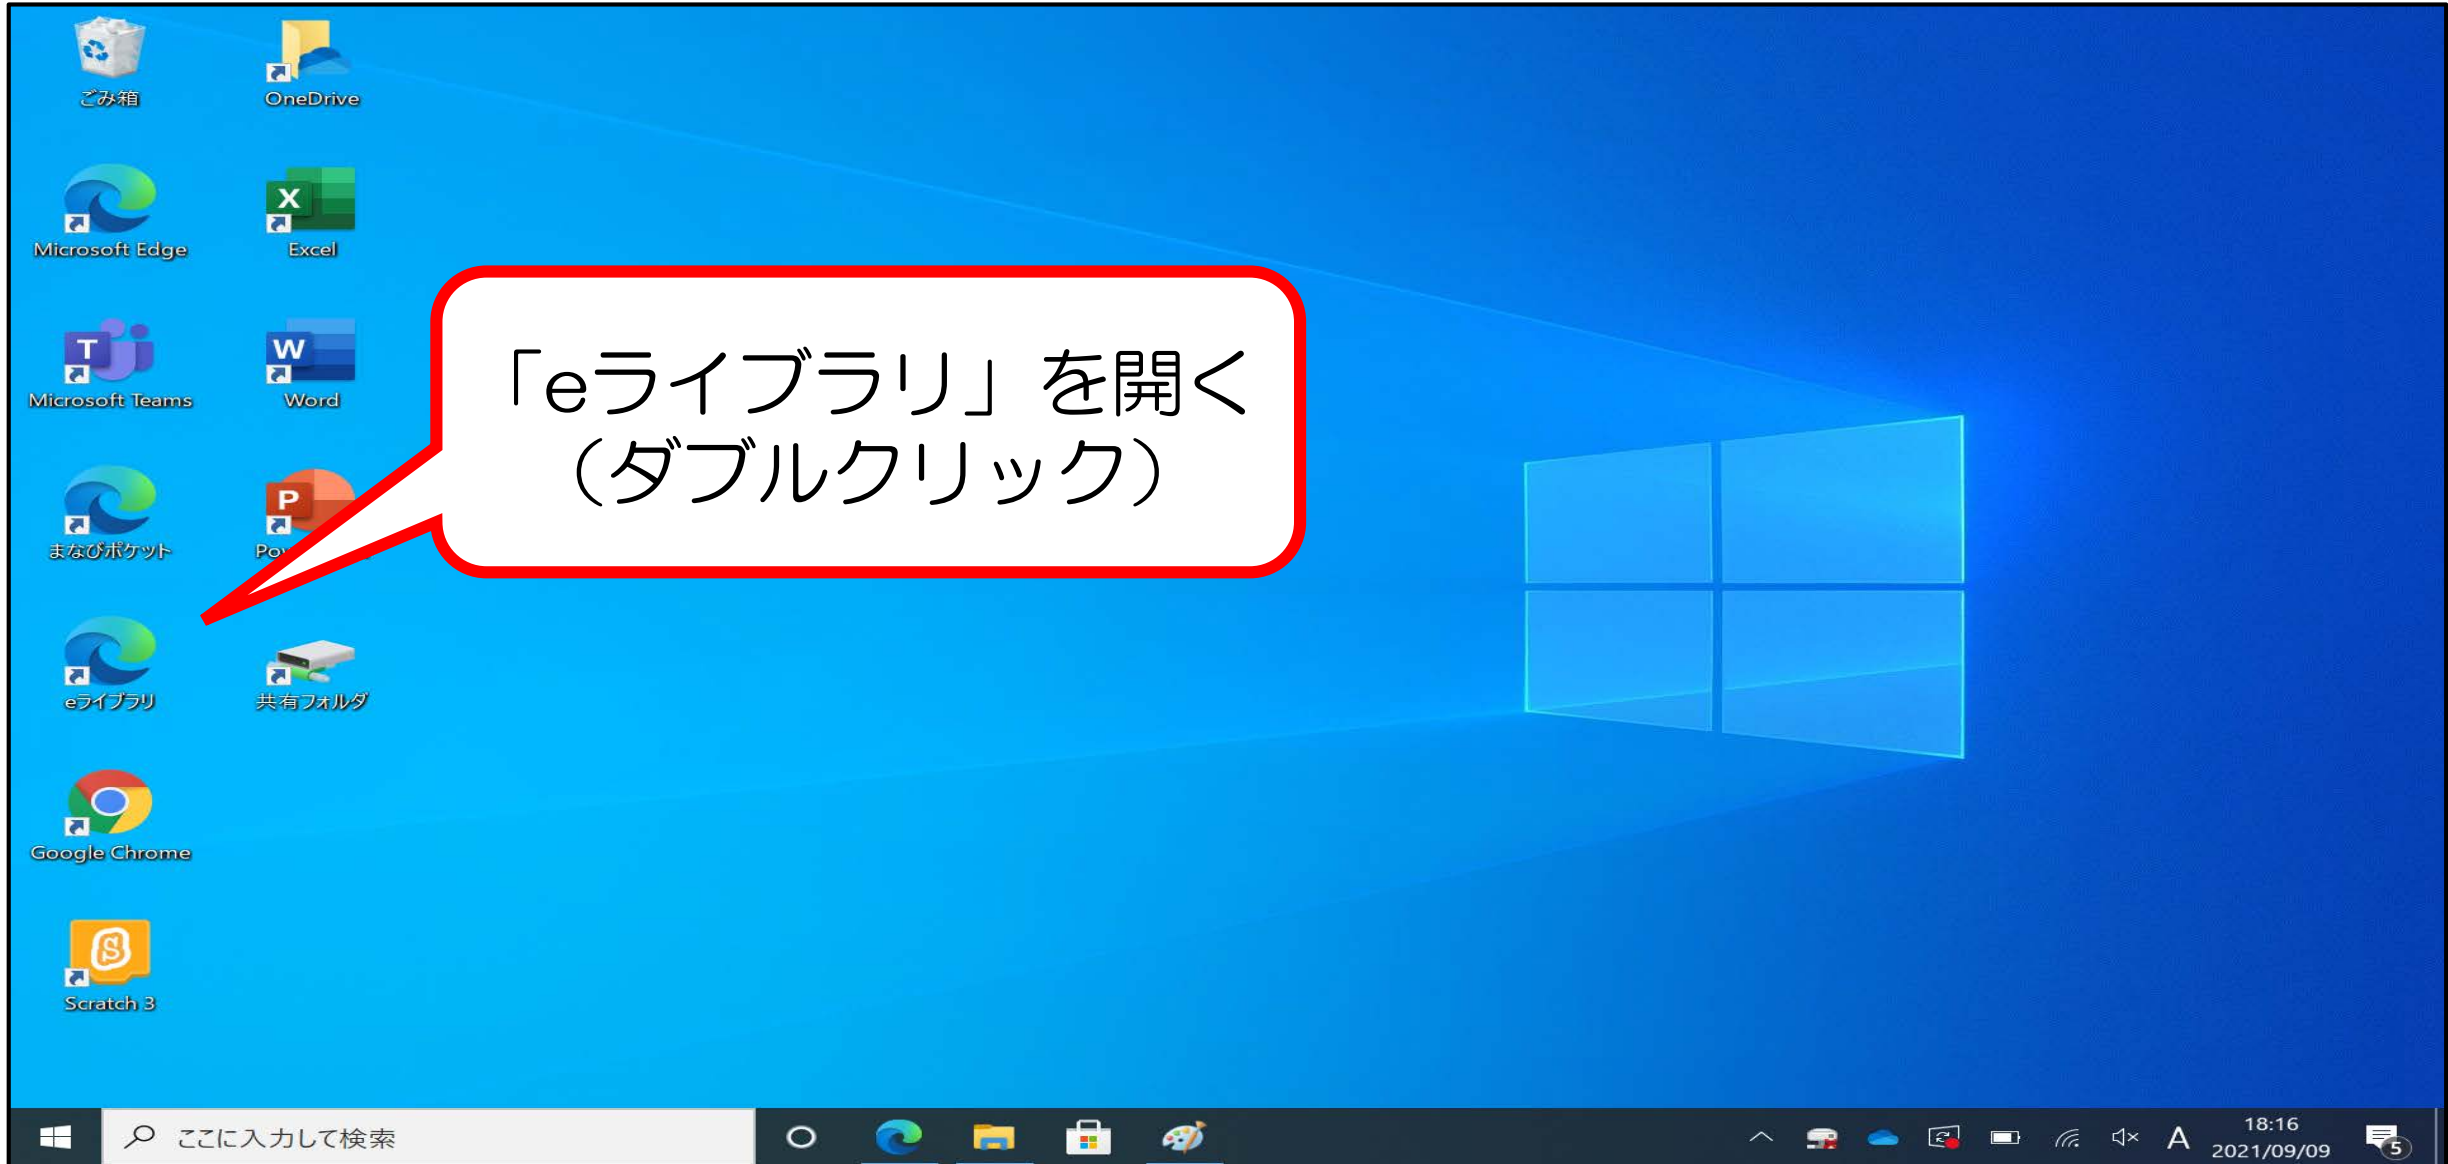 ごみ箱
OneDrive
Microsoft Edge
X
Excel
T
Microsoft Teams
W
Word
「eライブラリ」を開く
(ダブルクリック)
まなびポケット
P
eライブラリ
共有フォルダ
Google Chrome
S
Scratch 3
ここに入力して検索
A
18:16
2021/09/09
5